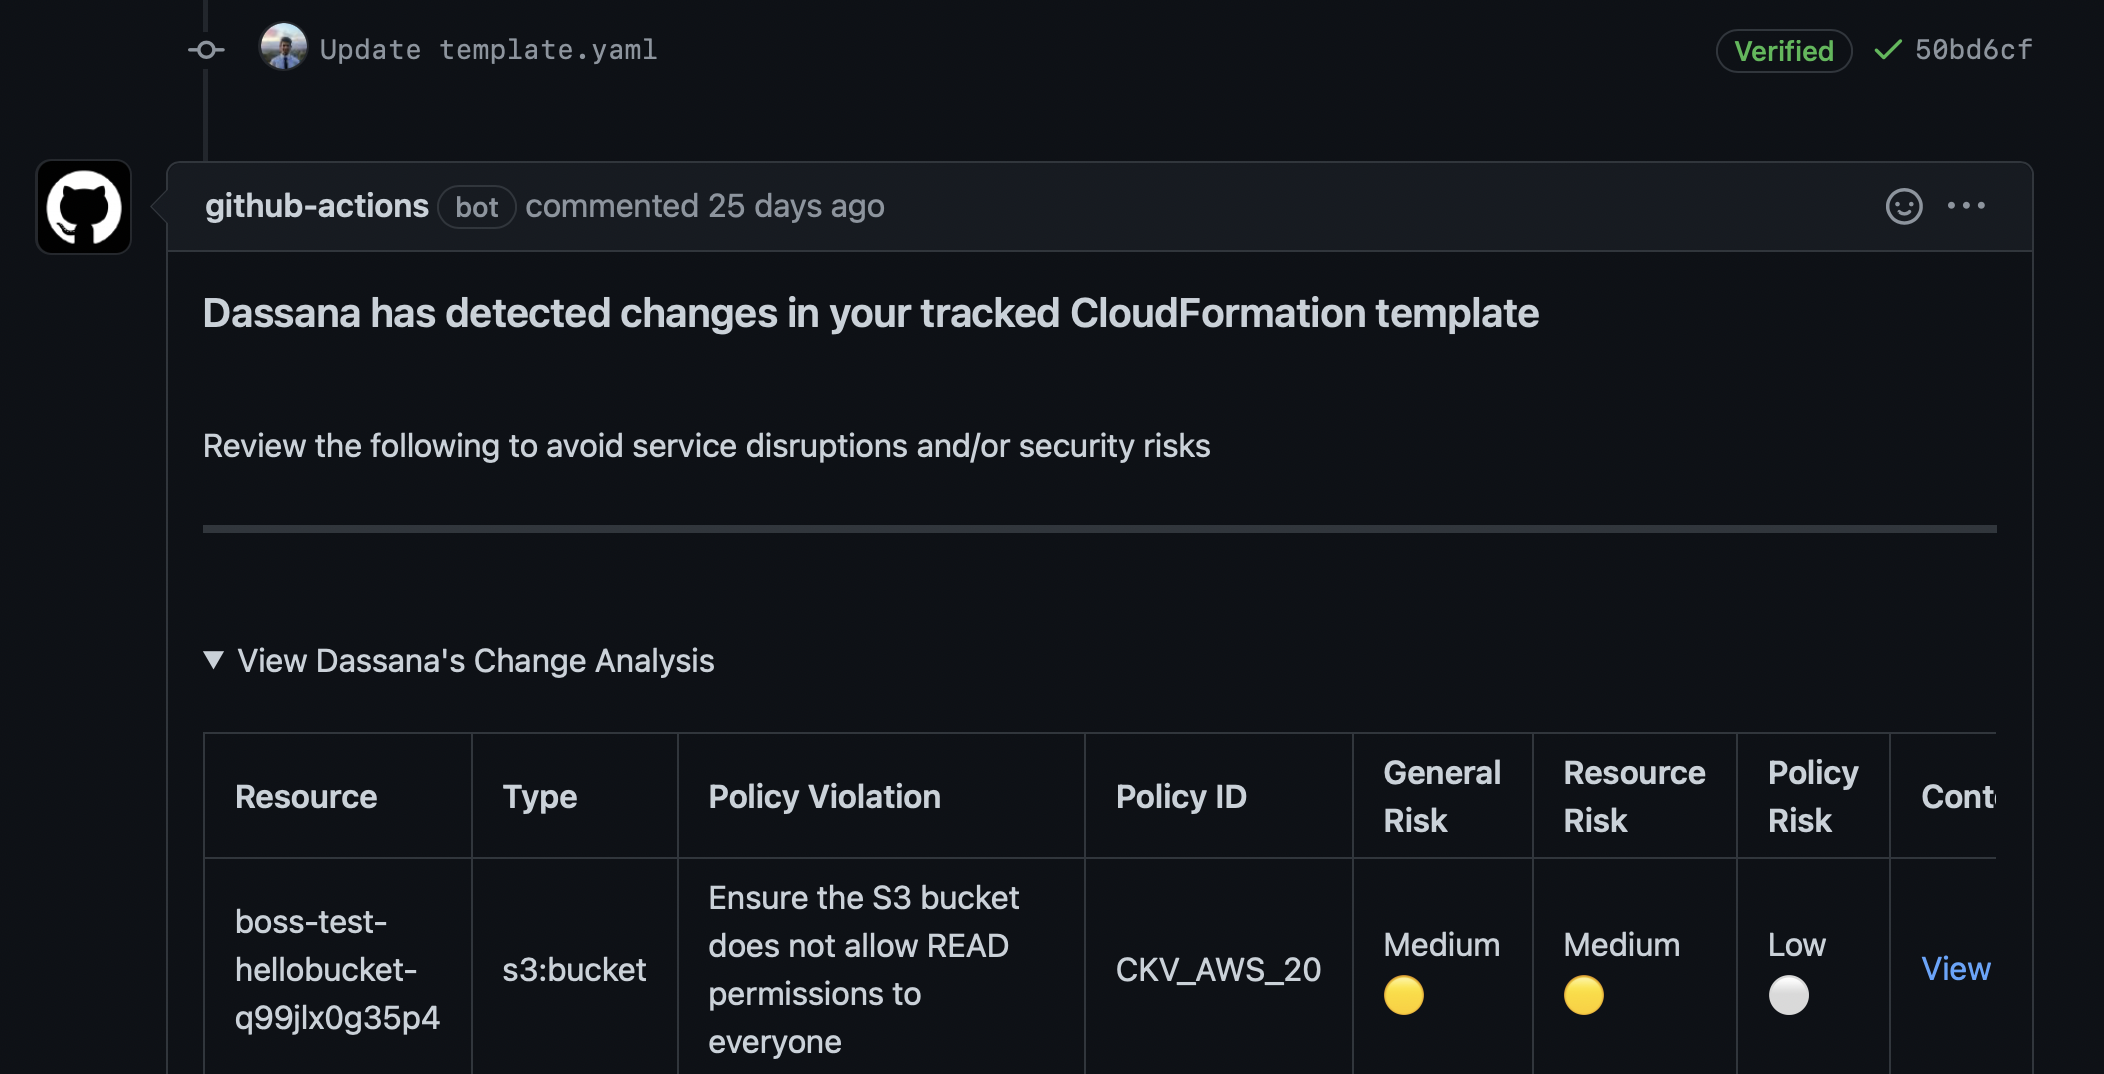 Update template.yaml
Verified 50bd6cf
github-actions bot commented 25 days ago
Dassana has detected changes in your tracked CloudFormation template
Review the following to avoid service disruptions and/or security risks
▼ View Dassana's Change Analysis
Resource
Type
Policy Violation
Policy ID
General
Risk
Resource
Risk
Policy
Risk
boss-test-
hellobucket-
q99jlx0g35p4
s3:bucket
Ensure the S3 bucket
does not allow READ
permissions to
everyone
CKV_AWS_20
Medium
Medium
Low
View